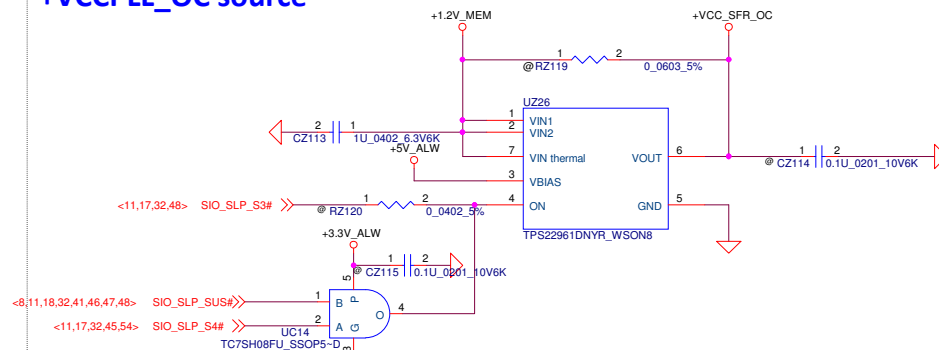 +VCCPLL_OC source
+1.2V_MEM
+VCC_SFR_OC
1
2
@ RZ119
0_0603_5%
UZ26
1
VIN1
2
VIN2
2
1
CZ113
1U_0402_6.3V6K
+5V_ALW
7
VIN thermal
VOUT
6
1
2
@ CZ114
0.1U_0201_10V6K
3
VBIAS
<11,17,32,48> SIO_SLP_S3#
1
2
@ RZ120
0_0402_5%
4
ON
GND
5
TPS22961DNYR_WSON8
+3.3V_ALW
1
2
@ CZ115
0.1U_0201_10V6K
5
<8,11,18,32,41,46,47,48> SIO_SLP_SUS#
1
B
P
O
4
<11,17,32,45,54> SIO_SLP_S4#
2
A
G
UC14
TC7SH08FU_SSOP5~D
3